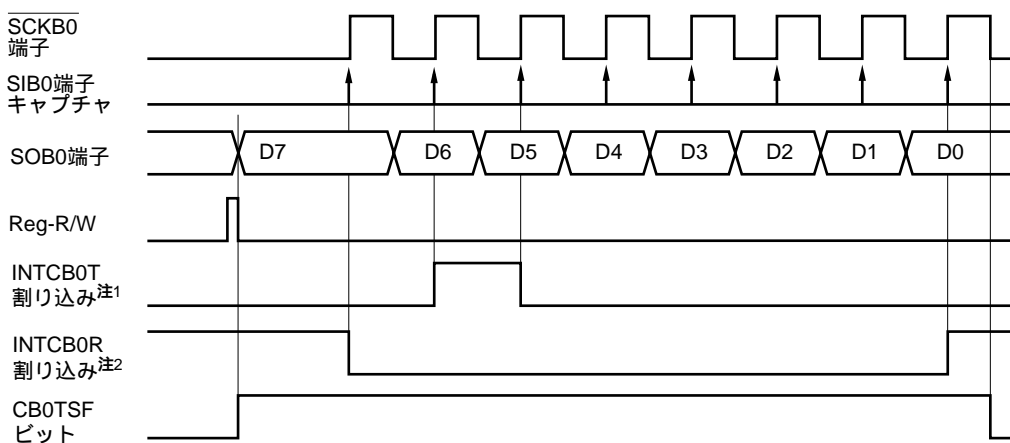 SCKB0
端子
SIB0端子
キャプチャ
SOB0端子
D7 D6 D5 D4 D3 D2 D1 D0
Reg-R/W
INTCB0T
割り込み注1
INTCB0R
割り込み注2
CB0TSF
ビット